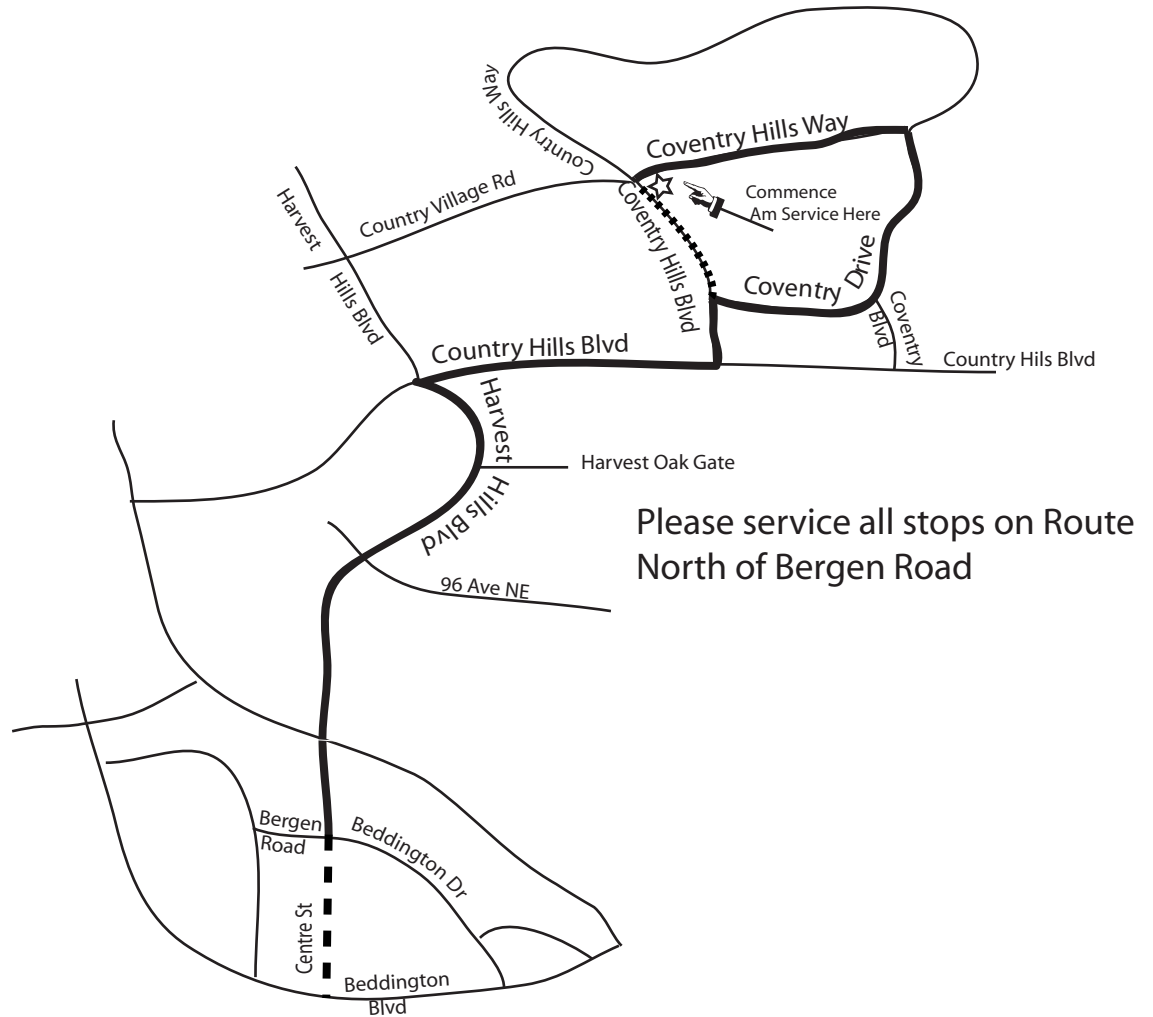 Country Hills Way
Coventry Hills Way
Commence
Am Service Here
Country Village Rd
Harvest
Hills Blvd
Coventry Hills Blvd
Coventry
Drive
Coventry
Blvd
Country Hills Blvd
Country Hils Blvd
Harvest
Hills Blvd
Harvest Oak Gate
Please service all stops on Route
North of Bergen Road
96 Ave NE
Bergen
Road
Beddington Dr
Centre St
Beddington
Blvd